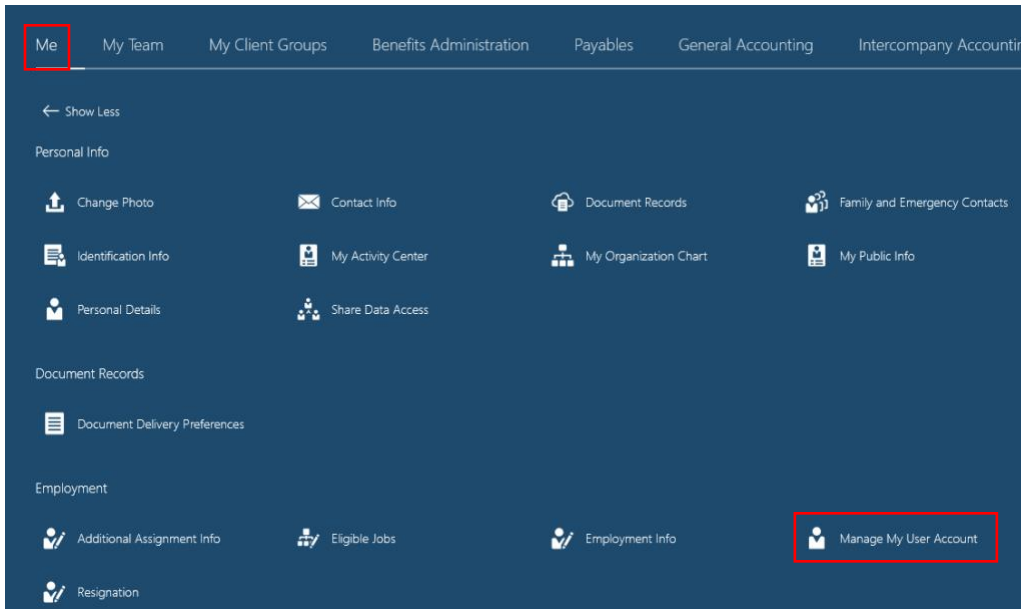 Me My Team My Client Groups Benefits Administration Payables General Accounting Intercompany
Show Less
Personal Info
Change Photo Contact Info Document Records Family and Emergency Contacts
Identification Info My Activity Center My Organization Chart My Public Info
Personal Details Share Data Access
Document Records
Document Delivery Preferences
Employment
Additional Assignment Info Eligible Jobs Employment Info Manage My User Account
Resignation